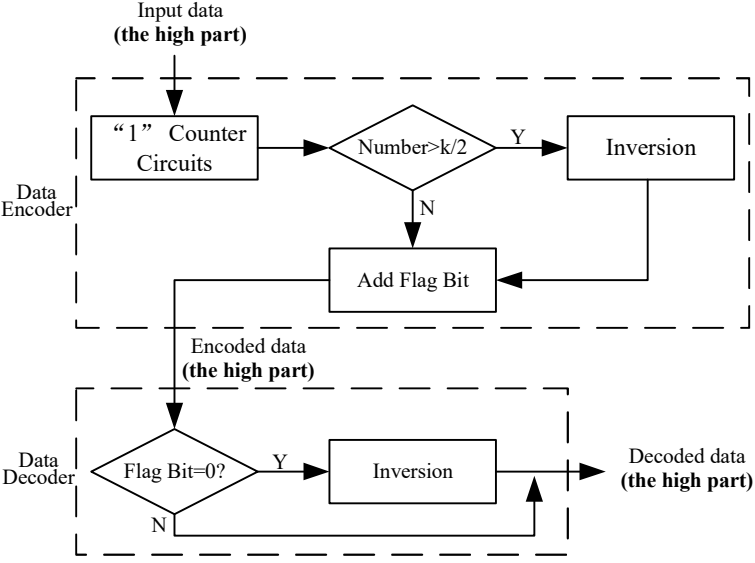 Input data
(the high part)
“1” Counter
Circuits
Number>k/2
Y
Inversion
Data
Encoder
N
Add Flag Bit
Encoded data
(the high part)
Data
Decoder
Flag Bit=0?
Y
Inversion
Decoded data
(the high part)
N